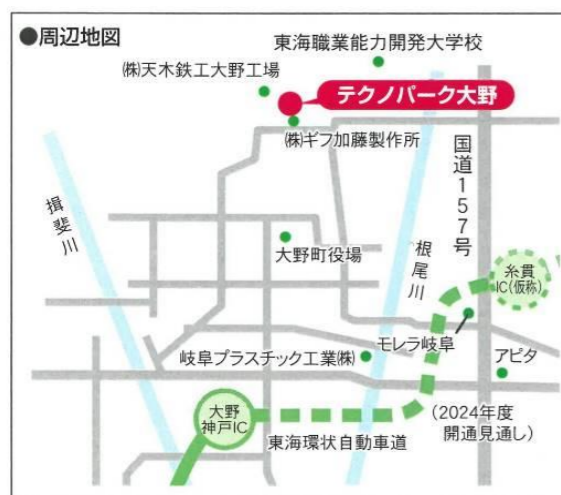 ●周辺地図
東海職業能力開発大学校
㈱天木鉄工大野工場
テクノパーク大野
㈱ギフ加藤製作所
国道157号
揖斐川
大野町役場
根尾川
糸貫
IC(仮称)
モレラ岐阜
岐阜プラスチック工業㈱
アピタ
大野
神戸IC
東海環状自動車道
(2024年度
開通見通し)